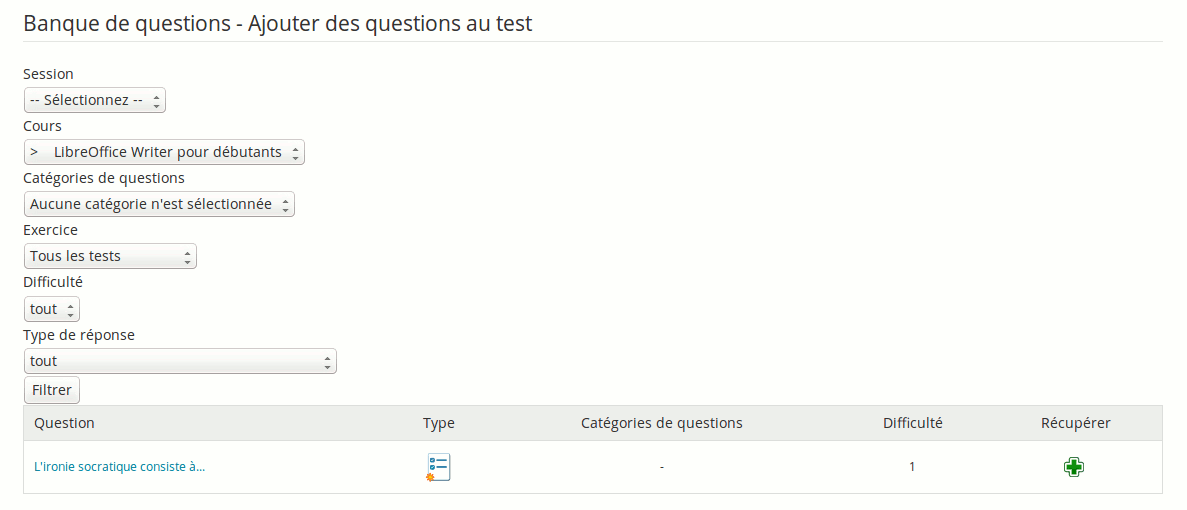 Banque de questions - Ajouter des questions au test
Session
-- Sélectionnez --
Cours
> LibreOffice Writer pour débutants
Catégories de questions
Aucune catégorie n'est sélectionnée
Exercice
Tous les tests
Difficulté
tout
Type de réponse
tout
Filtrer
Question Type Catégories de questions Difficulté Récupérer
L'ironie socratique consiste à... - 1